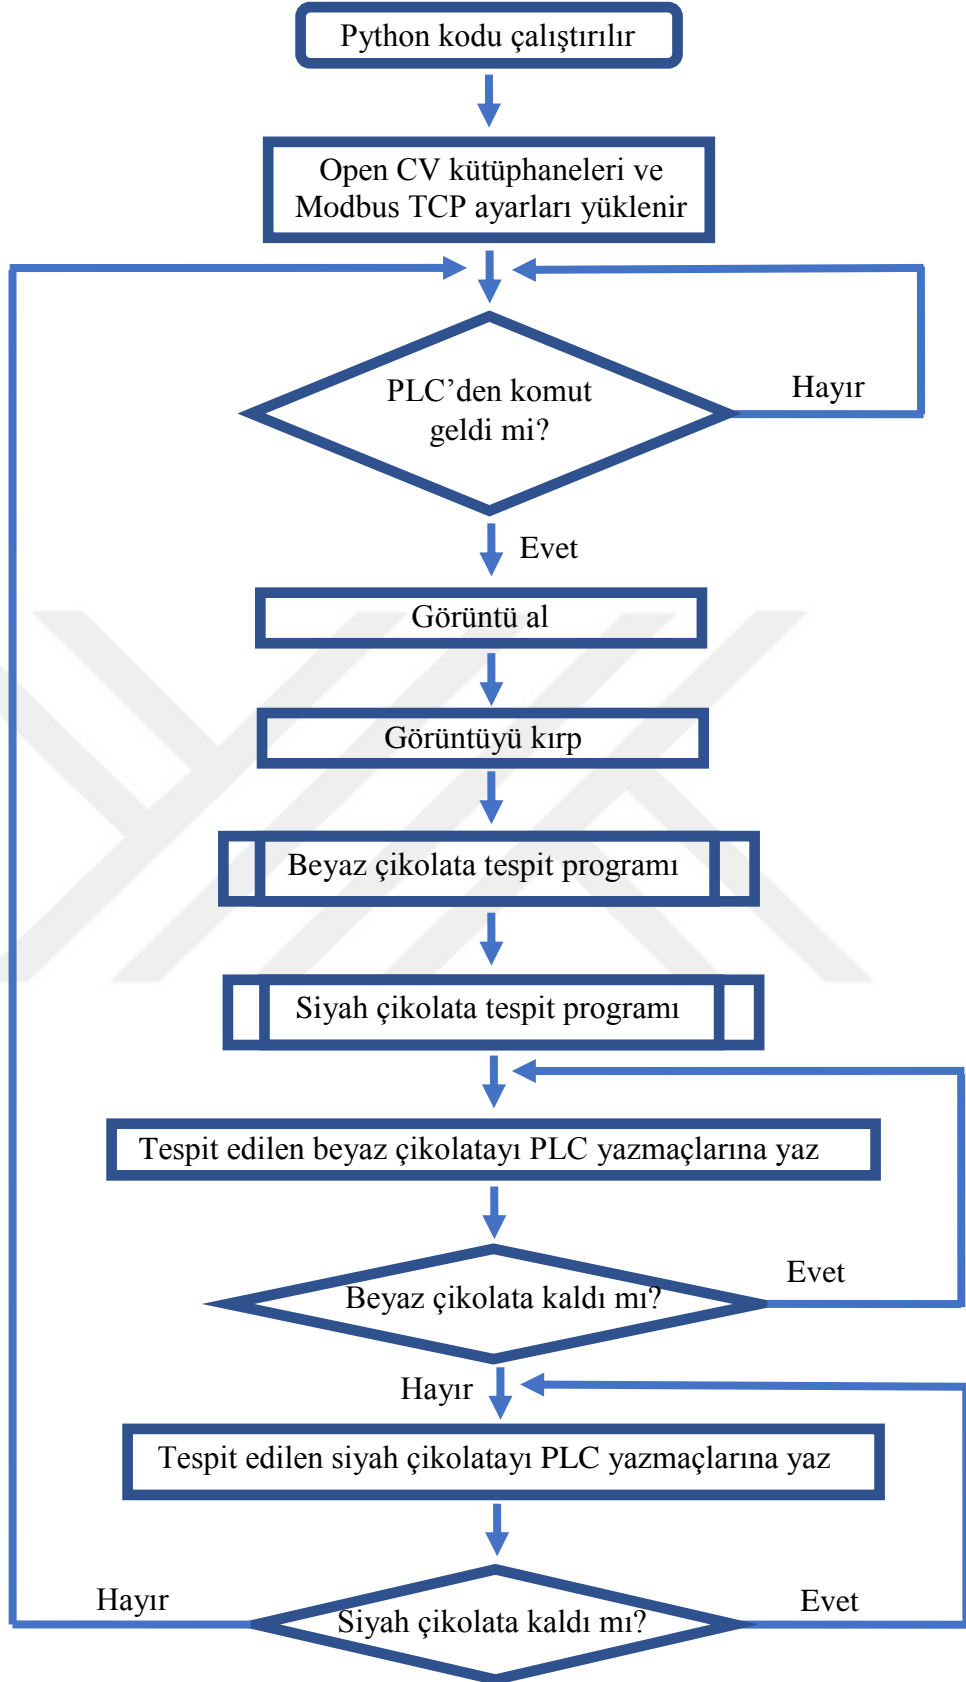 Python kodu çalıştırılır
Open CV kütüphaneleri ve
Modbus TCP ayarları yüklenir
PLC’den komut
geldi mi?
Hayır
Evet
Görüntü al
Görüntüyü kırp
Beyaz çikolata tespit programı
Siyah çikolata tespit programı
Tespit edilen beyaz çikolatayı PLC yazmaçlarına yaz
Evet
Beyaz çikolata kaldı mı?
Hayır
Tespit edilen siyah çikolatayı PLC yazmaçlarına yaz
Hayır
Evet
Siyah çikolata kaldı mı?